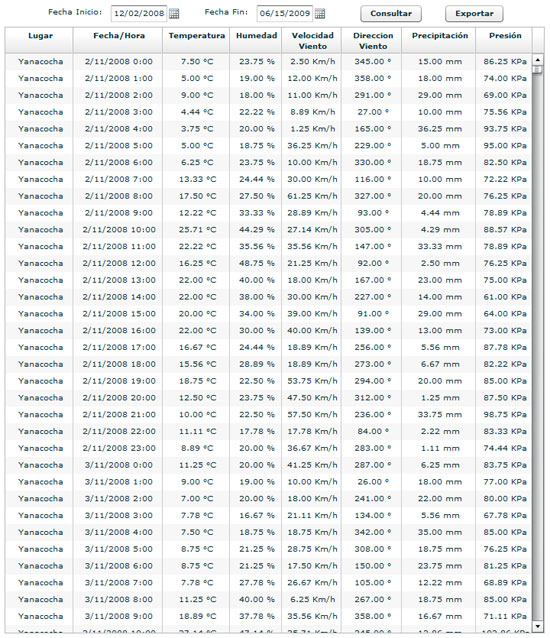 Fecha Inicio: 12/02/2008 Fecha Fin: 06/15/2009 Consultar Exportar
Lugar Fecha/Hora Temperatura Humedad Velocidad Viento Direccion Viento Precipitación Presión
Yanacocha 2/11/2008 0:00 7.50 °C 23.75 % 2.50 Km/h 345.00 ° 15.00 mm 86.25 KPa
Yanacocha 2/11/2008 1:00 5.00 °C 19.00 % 12.00 Km/h 358.00 ° 18.00 mm 74.00 KPa
Yanacocha 2/11/2008 2:00 9.00 °C 18.00 % 11.00 Km/h 291.00 ° 29.00 mm 69.00 KPa
Yanacocha 2/11/2008 3:00 4.44 °C 22.22 % 8.89 Km/h 27.00 ° 10.00 mm 75.56 KPa
Yanacocha 2/11/2008 4:00 3.75 °C 20.00 % 1.25 Km/h 165.00 ° 36.25 mm 93.75 KPa
Yanacocha 2/11/2008 5:00 5.00 °C 18.75 % 36.25 Km/h 229.00 ° 5.00 mm 95.00 KPa
Yanacocha 2/11/2008 6:00 6.25 °C 23.75 % 10.00 Km/h 330.00 ° 18.75 mm 82.50 KPa
Yanacocha 2/11/2008 7:00 13.33 °C 24.44 % 30.00 Km/h 116.00 ° 10.00 mm 72.22 KPa
Yanacocha 2/11/2008 8:00 17.50 °C 27.50 % 61.25 Km/h 327.00 ° 20.00 mm 76.25 KPa
Yanacocha 2/11/2008 9:00 12.22 °C 33.33 % 28.89 Km/h 93.00 ° 4.44 mm 78.89 KPa
Yanacocha 2/11/2008 10:00 25.71 °C 44.29 % 27.14 Km/h 305.00 ° 4.29 mm 88.57 KPa
Yanacocha 2/11/2008 11:00 22.22 °C 35.56 % 35.56 Km/h 147.00 ° 33.33 mm 78.89 KPa
Yanacocha 2/11/2008 12:00 16.25 °C 48.75 % 21.25 Km/h 92.00 ° 2.50 mm 76.25 KPa
Yanacocha 2/11/2008 13:00 22.00 °C 40.00 % 18.00 Km/h 167.00 ° 23.00 mm 75.00 KPa
Yanacocha 2/11/2008 14:00 22.00 °C 38.00 % 30.00 Km/h 227.00 ° 14.00 mm 61.00 KPa
Yanacocha 2/11/2008 15:00 20.00 °C 34.00 % 39.00 Km/h 91.00 ° 29.00 mm 64.00 KPa
Yanacocha 2/11/2008 16:00 22.00 °C 30.00 % 40.00 Km/h 139.00 ° 13.00 mm 73.00 KPa
Yanacocha 2/11/2008 17:00 16.67 °C 24.44 % 18.89 Km/h 256.00 ° 5.56 mm 87.78 KPa
Yanacocha 2/11/2008 18:00 15.56 °C 28.89 % 18.89 Km/h 273.00 ° 6.67 mm 82.22 KPa
Yanacocha 2/11/2008 19:00 18.75 °C 22.50 % 53.75 Km/h 294.00 ° 20.00 mm 85.00 KPa
Yanacocha 2/11/2008 20:00 12.50 °C 23.75 % 47.50 Km/h 312.00 ° 1.25 mm 87.50 KPa
Yanacocha 2/11/2008 21:00 10.00 °C 22.50 % 57.50 Km/h 236.00 ° 33.75 mm 98.75 KPa
Yanacocha 2/11/2008 22:00 11.11 °C 17.78 % 17.78 Km/h 84.00 ° 2.22 mm 83.33 KPa
Yanacocha 2/11/2008 23:00 8.89 °C 20.00 % 36.67 Km/h 283.00 ° 1.11 mm 74.44 KPa
Yanacocha 3/11/2008 0:00 11.25 °C 20.00 % 41.25 Km/h 287.00 ° 6.25 mm 83.75 KPa
Yanacocha 3/11/2008 1:00 9.00 °C 19.00 % 10.00 Km/h 26.00 ° 18.00 mm 77.00 KPa
Yanacocha 3/11/2008 2:00 7.00 °C 20.00 % 18.00 Km/h 241.00 ° 22.00 mm 80.00 KPa
Yanacocha 3/11/2008 3:00 7.78 °C 16.67 % 21.11 Km/h 134.00 ° 5.56 mm 67.78 KPa
Yanacocha 3/11/2008 4:00 7.50 °C 18.75 % 18.75 Km/h 342.00 ° 35.00 mm 85.00 KPa
Yanacocha 3/11/2008 5:00 8.75 °C 21.25 % 28.75 Km/h 308.00 ° 18.75 mm 76.25 KPa
Yanacocha 3/11/2008 6:00 8.75 °C 21.25 % 17.50 Km/h 150.00 ° 23.75 mm 81.25 KPa
Yanacocha 3/11/2008 7:00 7.78 °C 27.78 % 26.67 Km/h 105.00 ° 12.22 mm 68.89 KPa
Yanacocha 3/11/2008 8:00 11.25 °C 40.00 % 6.25 Km/h 267.00 ° 18.75 mm 85.00 KPa
Yanacocha 3/11/2008 9:00 18.89 °C 37.78 % 35.56 Km/h 358.00 ° 16.67 mm 71.11 KPa
Yanacocha 3/11/2008 10:00